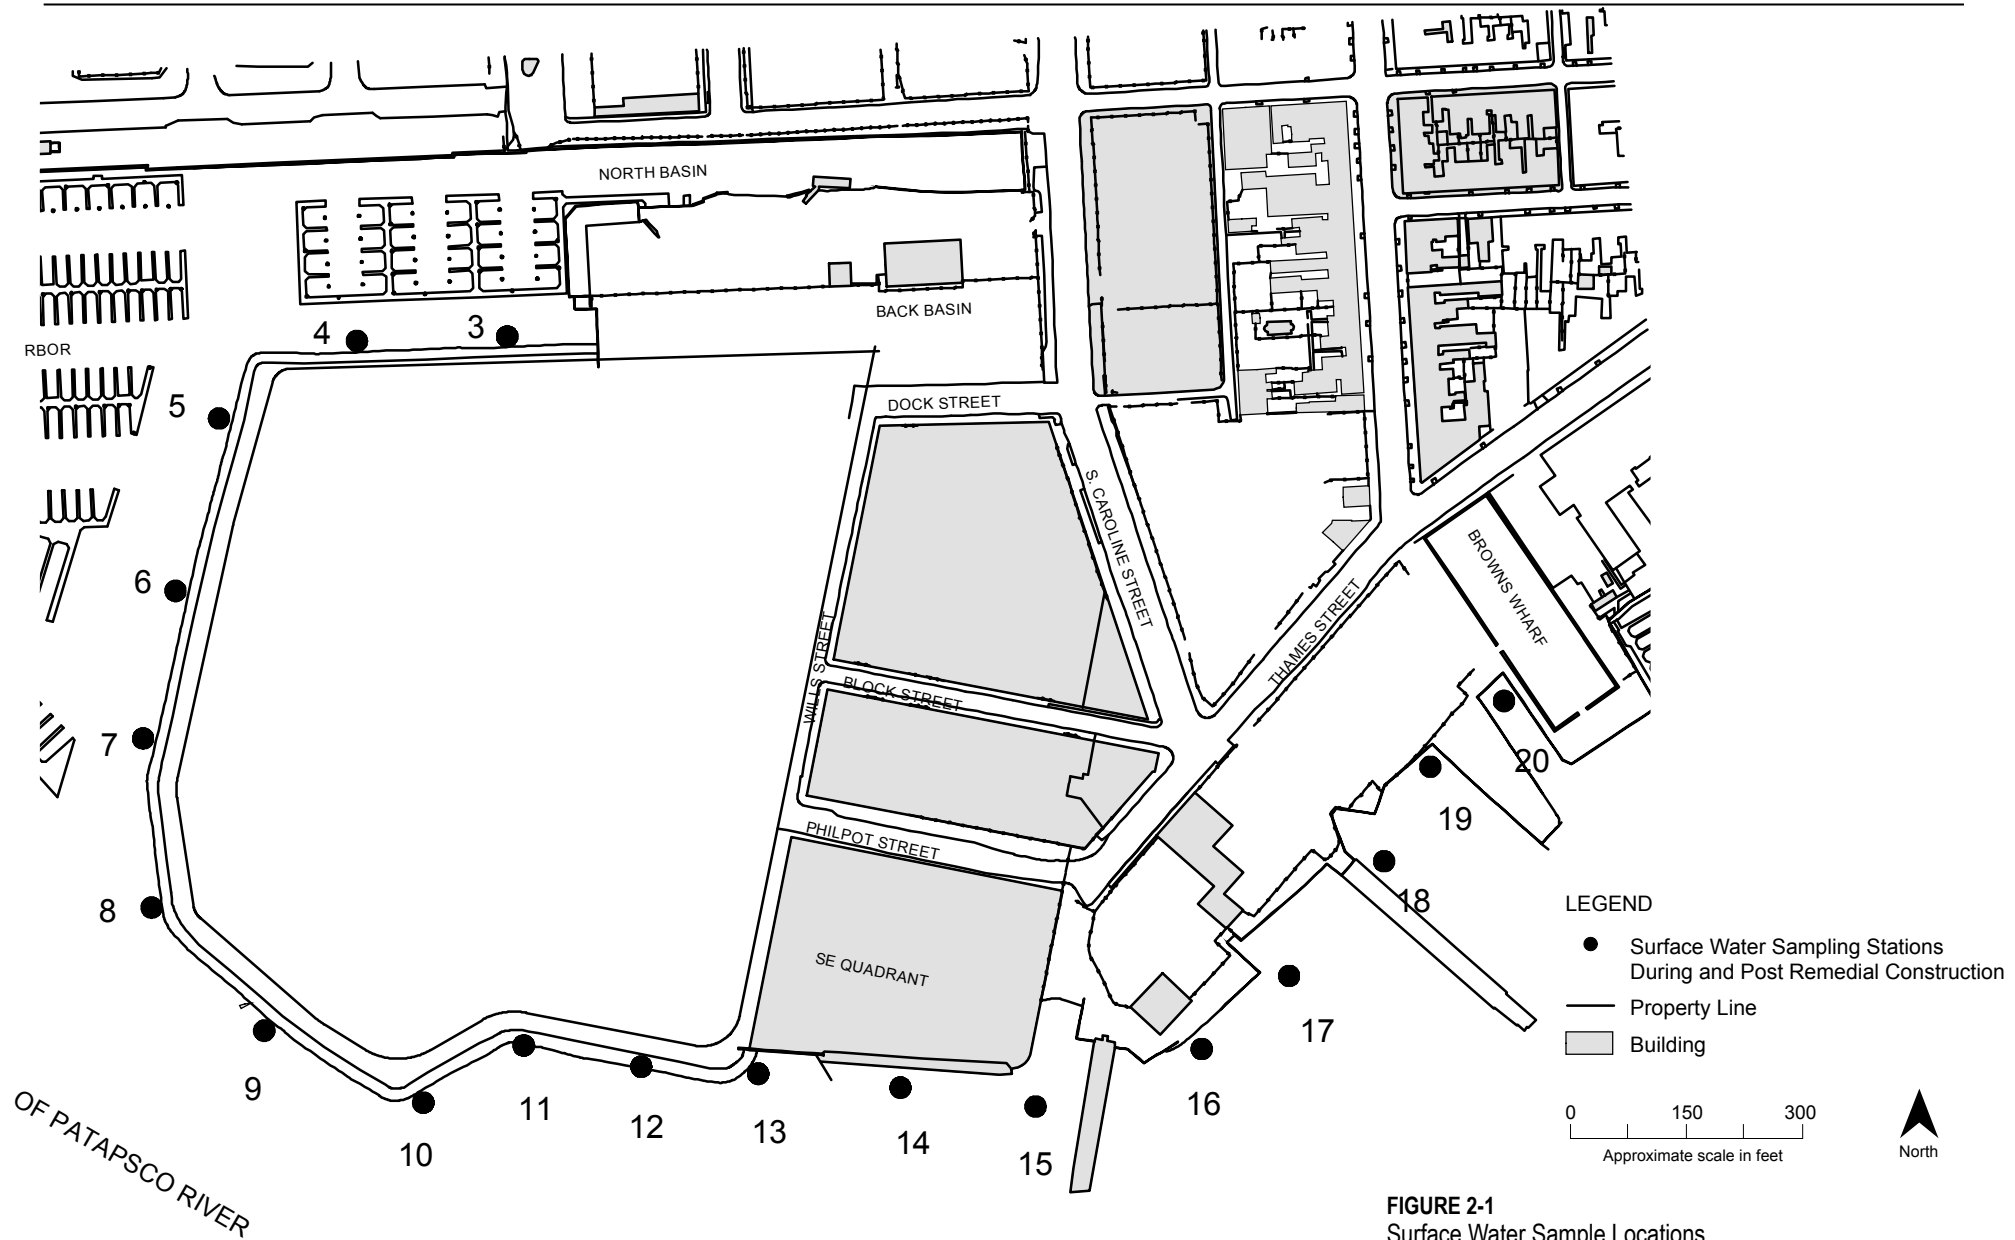 NORTH BASIN
BACK BASIN
4
3
RBOR
5
DOCK STREET
S. CAROLINE STREET
BROWNS WHARF
6
THAMES STREET
WILLS STREET
BLOCK STREET
7
20
19
PHILPOT STREET
8
18
SE QUADRANT
17
9
11
12
13
14
16
10
15
OF PATAPSCO RIVER
LEGEND
Surface Water Sampling Stations
During and Post Remedial Construction
Property Line
Building
0 150 300
Approximate scale in feet
North
FIGURE 2-1
Surface Water Sample Locations